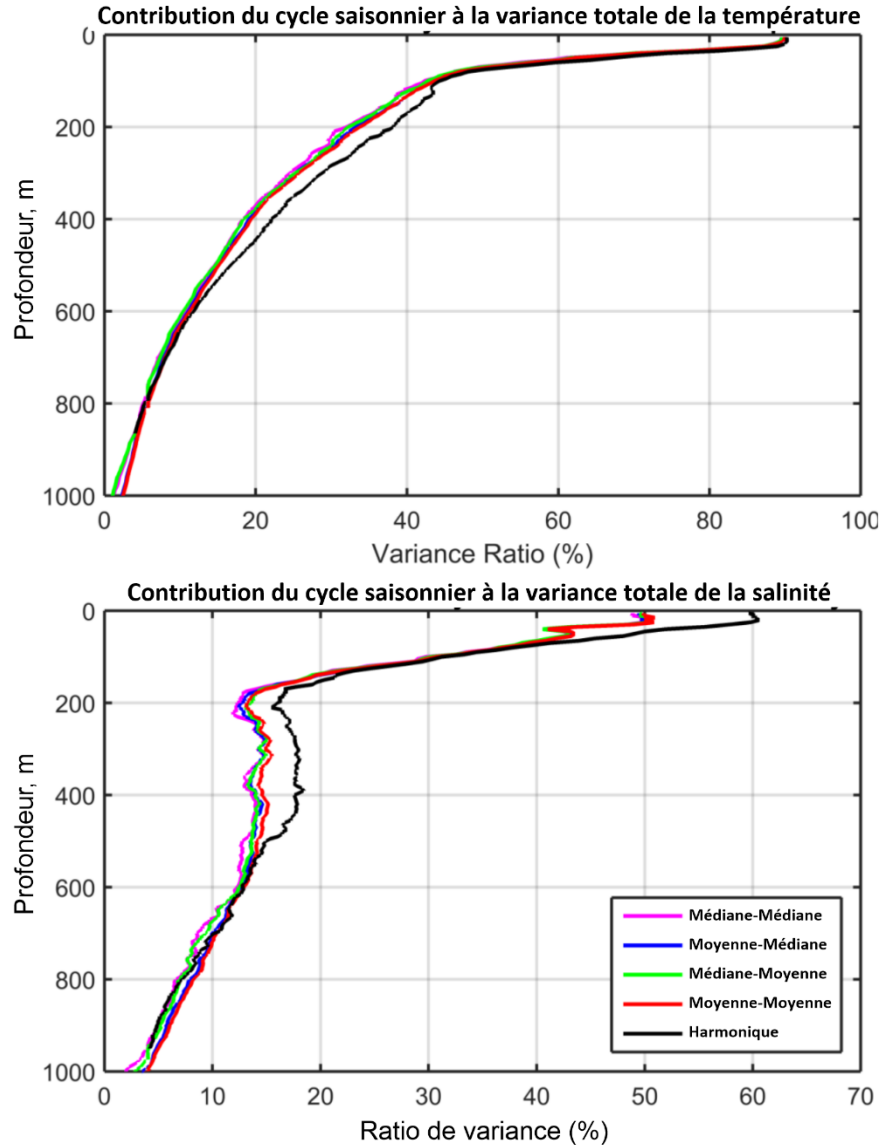 Contribution du cycle saisonnier à la variance totale de la température
0
200
400
600
800
1000
Profondeur, m
0 20 40 60 80 100
Variance Ratio (%)
Contribution du cycle saisonnier à la variance totale de la salinité
0
200
400
600
800
1000
Profondeur, m
Médiane-Médiane
Moyenne-Médiane
Médiane-Moyenne
Moyenne-Moyenne
Harmonique
0 10 20 30 40 50 60 70
Ratio de variance (%)